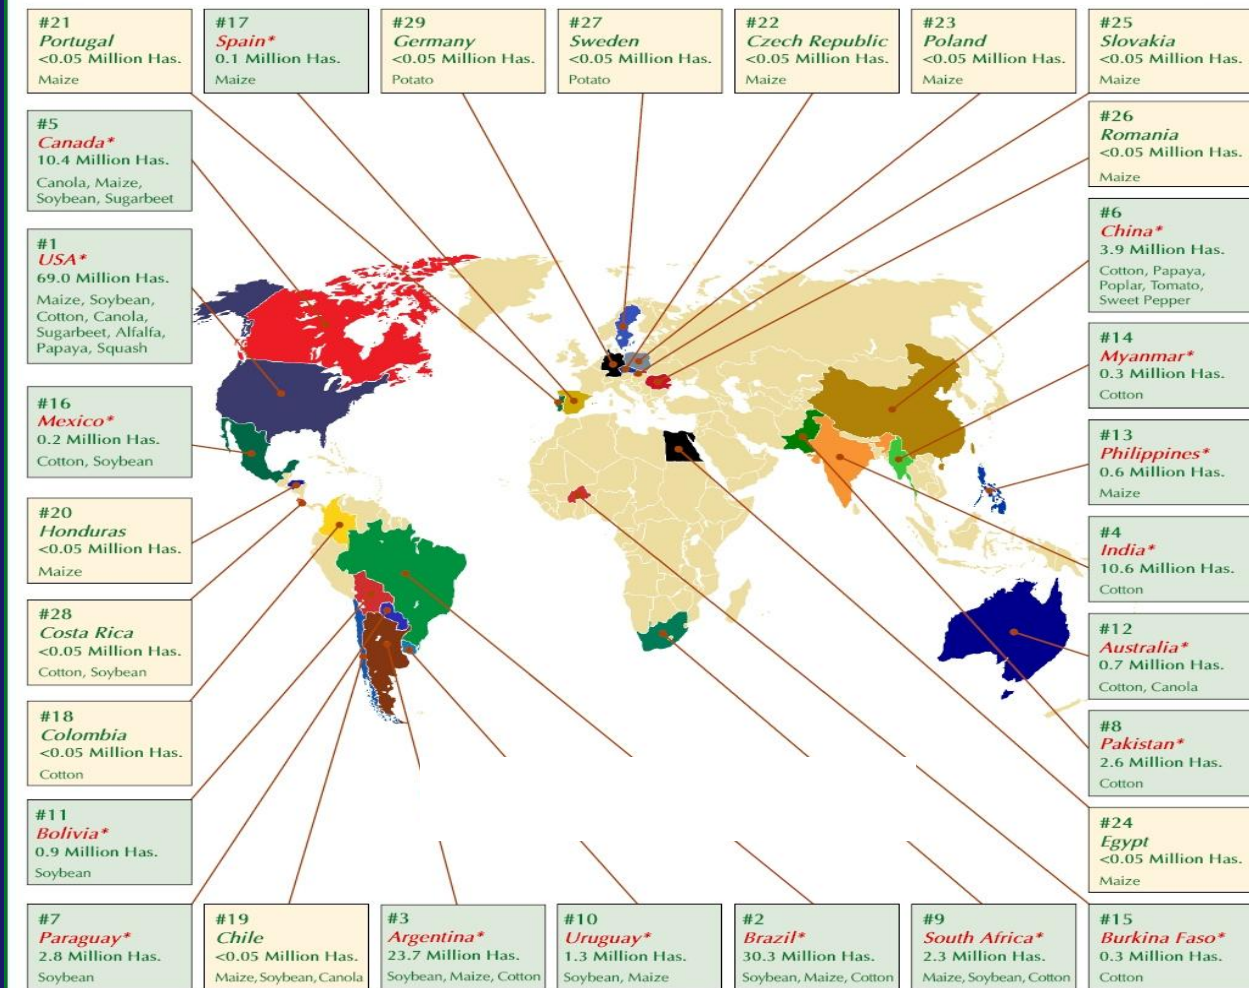 #21
Portugal
<0.05 Million Has.
Maize
#17
Spain*
0.1 Million Has.
Maize
#29
Germany
<0.05 Million Has.
Potato
#27
Sweden
<0.05 Million Has.
Potato
#22
Czech Republic
<0.05 Million Has.
Maize
#23
Poland
<0.05 Million Has.
Maize
#25
Slovakia
<0.05 Million Has.
Maize
#5
Canada*
10.4 Million Has.
Canola, Maize,
Soybean, Sugarbeet
#26
Romania
<0.05 Million Has.
Maize
#1
USA*
69.0 Million Has.
Maize, Soybean,
Cotton, Canola,
Sugarbeet, Alfalfa,
Papaya, Squash
#6
China*
3.9 Million Has.
Cotton, Papaya,
Poplar, Tomato,
Sweet Pepper
#14
Myanmar*
0.3 Million Has.
Cotton
#16
Mexico*
0.2 Million Has.
Cotton, Soybean
#13
Philippines*
0.6 Million Has.
Maize
#20
Honduras
<0.05 Million Has.
Maize
#4
India*
10.6 Million Has.
Cotton
#28
Costa Rica
<0.05 Million Has.
Cotton, Soybean
#12
Australia*
0.7 Million Has.
Cotton, Canola
#18
Colombia
<0.05 Million Has.
Cotton
#8
Pakistan*
2.6 Million Has.
Cotton
#11
Bolivia*
0.9 Million Has.
Soybean
#24
Egypt
<0.05 Million Has.
Maize
#7
Paraguay*
2.8 Million Has.
Soybean
#19
Chile
<0.05 Million Has.
Maize, Soybean, Canola
#3
Argentina*
23.7 Million Has.
Soybean, Maize, Cotton
#10
Uruguay*
1.3 Million Has.
Soybean, Maize
#2
Brazil*
30.3 Million Has.
Soybean, Maize, Cotton
#9
South Africa*
2.3 Million Has.
Maize, Soybean, Cotton
#15
Burkina Faso*
0.3 Million Has.
Cotton